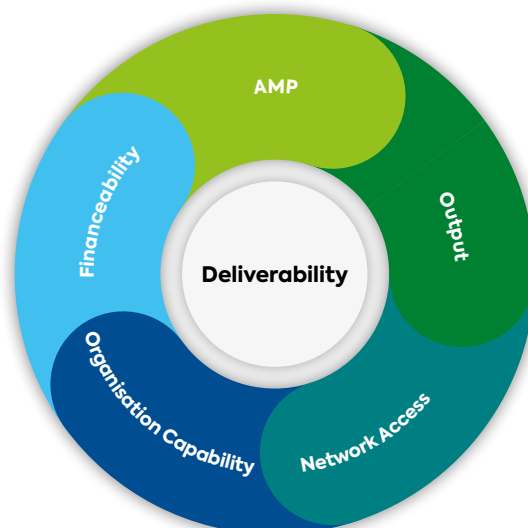 AMP
Output
Network Access
Organisation Capability
Financeability
Deliverability